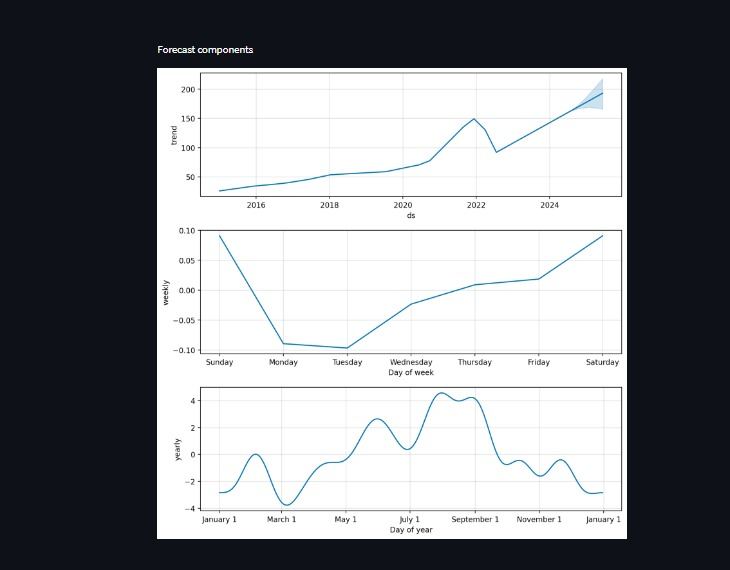 Forecast components
200
150
100
50
trend
2016 2018 2020 2022 2024
ds
0.10
0.05
0.00
−0.05
−0.10
weekly
Sunday Monday Tuesday Wednesday Thursday Friday Saturday
Day of week
4
2
0
−2
−4
yearly
January 1 March 1 May 1 July 1 September 1 November 1 January 1
Day of year